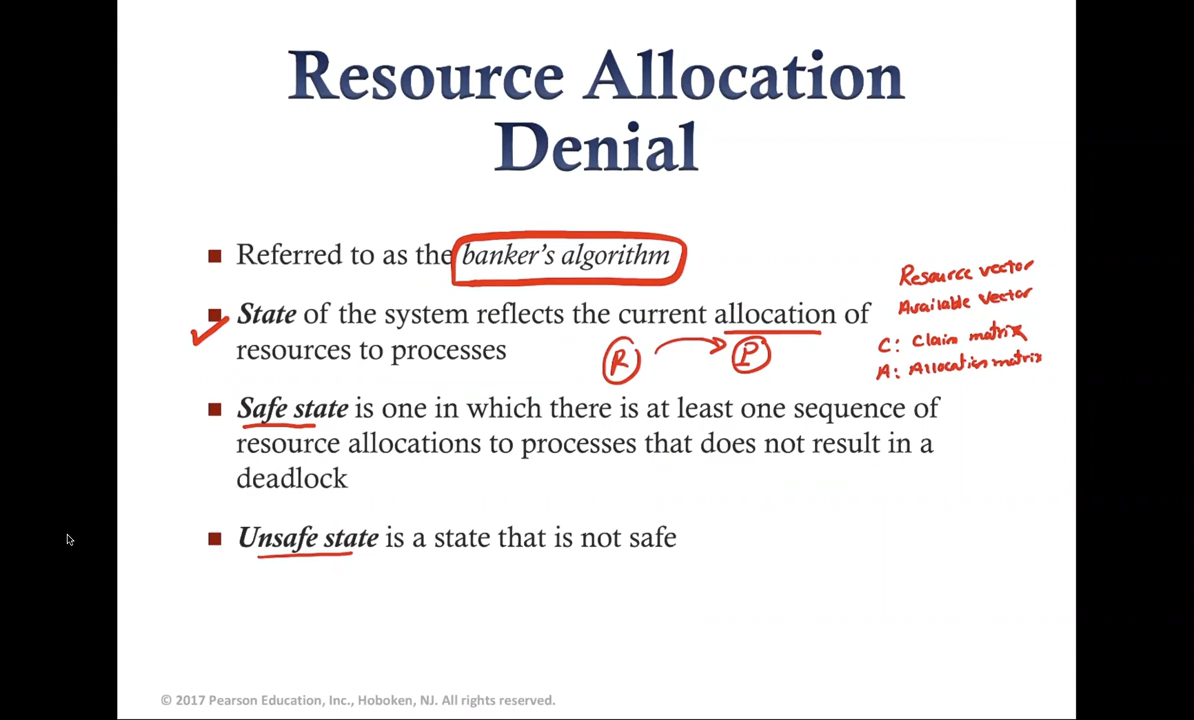 Resource Allocation
Denial
Referred to as the banker's algorithm
State of the system reflects the current allocation of
resources to processes
R P
Resource vector
Available vector
C: Claim matrix
A: Allocation matrix
Safe state is one in which there is at least one sequence of
resource allocations to processes that does not result in a
deadlock
Unsafe state is a state that is not safe
© 2017 Pearson Education, Inc., Hoboken, NJ. All rights reserved.